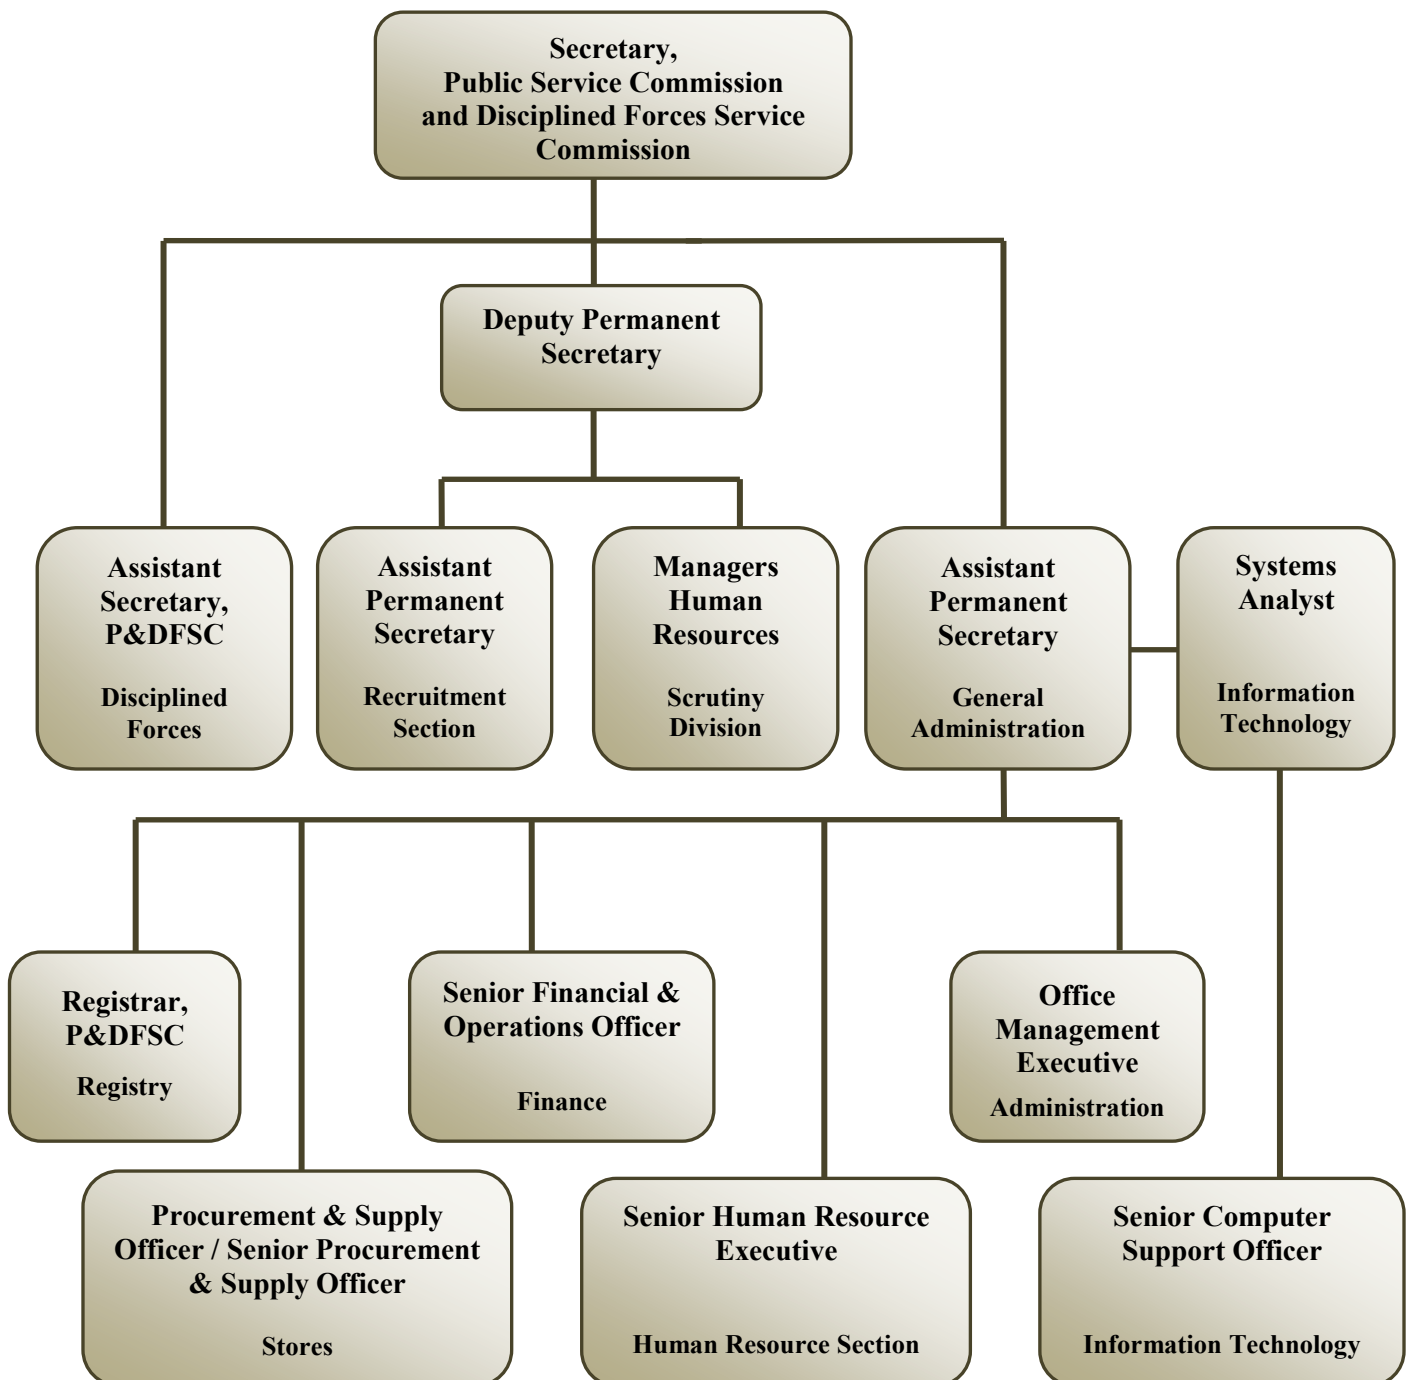 Secretary,
Public Service Commission
and Disciplined Forces Service
Commission
Deputy Permanent
Secretary
Assistant
Secretary,
P&DFSC
Disciplined
Forces
Assistant
Permanent
Secretary
Recruitment
Section
Managers
Human
Resources
Scrutiny
Division
Assistant
Permanent
Secretary
General
Administration
Systems
Analyst
Information
Technology
Registrar,
P&DFSC
Registry
Senior Financial &
Operations Officer
Finance
Office
Management
Executive
Administration
Procurement & Supply
Officer / Senior Procurement
& Supply Officer
Stores
Senior Human Resource
Executive
Human Resource Section
Senior Computer
Support Officer
Information Technology